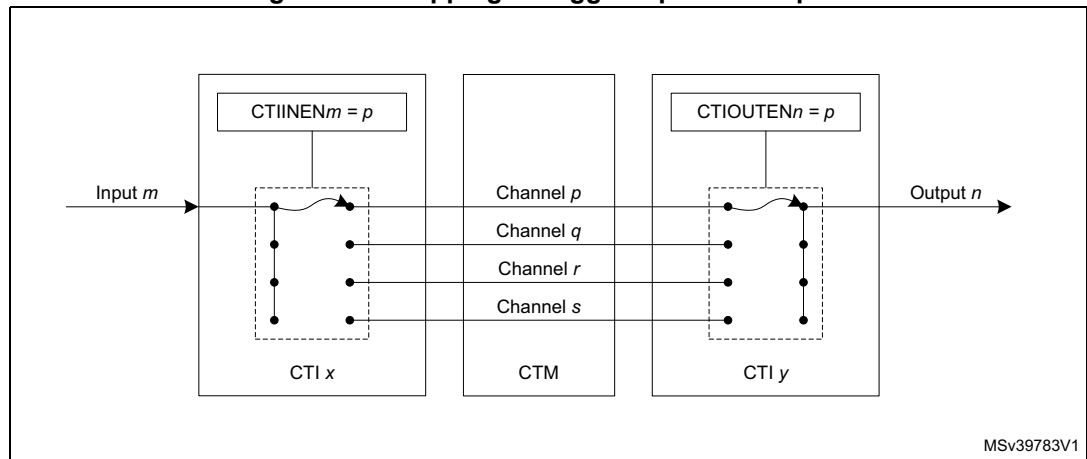 CTIINENm = p
CTIOUTENn = p
Input m
Channel p
Output n
Channel q
Channel r
Channel s
CTI x
CTM
CTI y
MSv39783V1